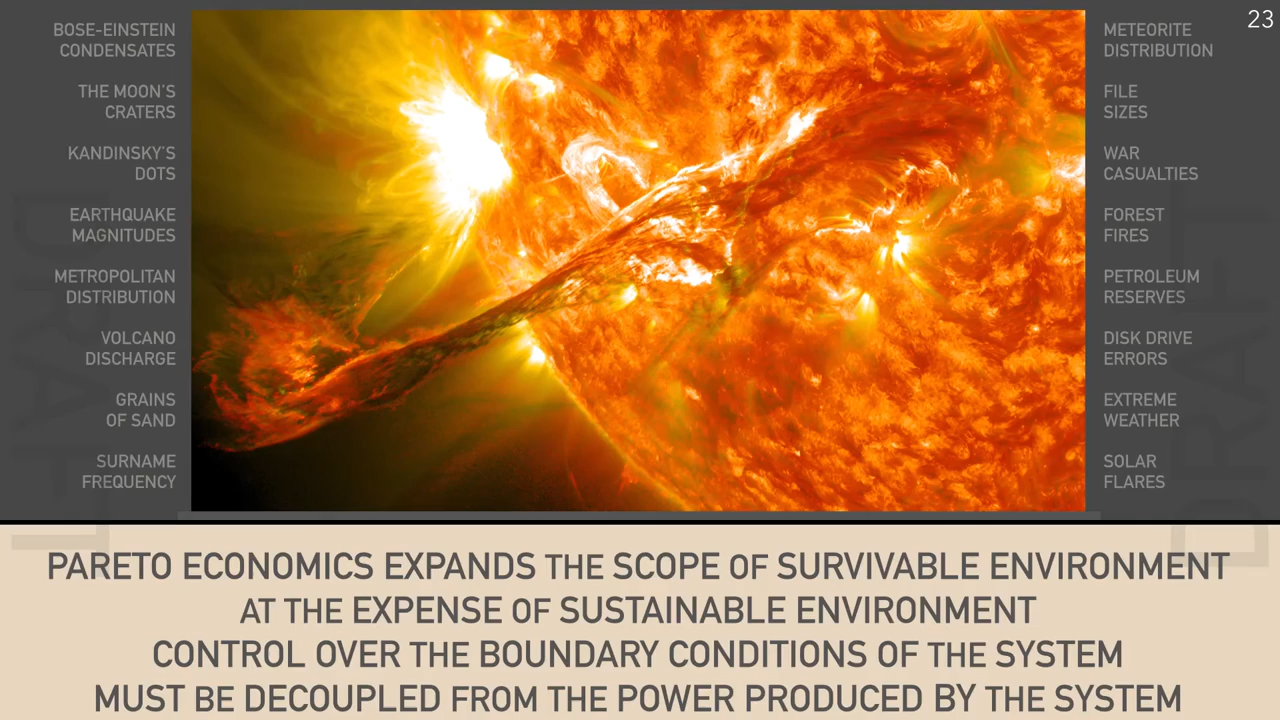 23
BOSE-EINSTEIN
CONDENSATES
THE MOON'S
CRATERS
KANDINSKY'S
DOTS
EARTHQUAKE
MAGNITUDES
METROPOLITAN
DISTRIBUTION
VOLCANO
DISCHARGE
GRAINS
OF SAND
SURNAME
FREQUENCY
METEORITE
DISTRIBUTION
FILE
SIZES
WAR
CASUALTIES
FOREST
FIRES
PETROLEUM
RESERVES
DISK DRIVE
ERRORS
EXTREME
WEATHER
SOLAR
FLARES
DRAFT
DRAFT
PARETO ECONOMICS EXPANDS THE SCOPE OF SURVIVABLE ENVIRONMENT
AT THE EXPENSE OF SUSTAINABLE ENVIRONMENT
CONTROL OVER THE BOUNDARY CONDITIONS OF THE SYSTEM
MUST BE DECOUPLED FROM THE POWER PRODUCED BY THE SYSTEM